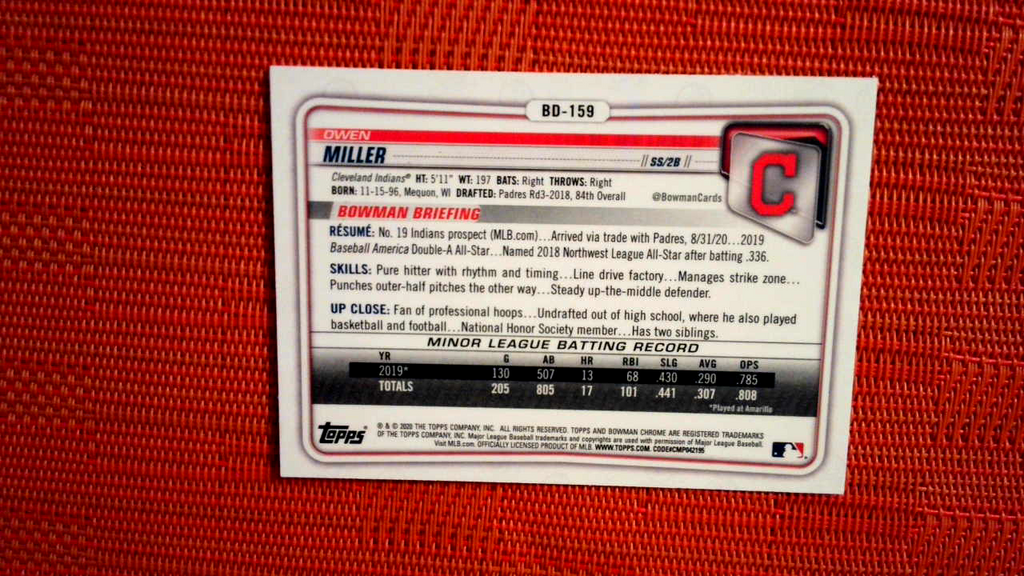 BD-159
OWEN
MILLER // SS/2B //
Cleveland Indians® HT: 5'11" WT: 197 BATS: Right THROWS: Right
BORN: 11-15-96, Mequon, WI DRAFTED: Padres Rd3-2018, 84th Overall
@BowmanCards
C
BOWMAN BRIEFING
RÉSUMÉ: No. 19 Indians prospect (MLB.com)...Arrived via trade with Padres, 8/31/20...2019
Baseball America Double-A All-Star...Named 2018 Northwest League All-Star after batting .336.
SKILLS: Pure hitter with rhythm and timing...Line drive factory...Manages strike zone...
Punches outer-half pitches the other way...Steady up-the-middle defender.
UP CLOSE: Fan of professional hoops...Undrafted out of high school, where he also played
basketball and football...National Honor Society member...Has two siblings.
MINOR LEAGUE BATTING RECORD
YR G AB HR RBI SLG AVG OPS
2019* 130 507 13 68 .430 .290 .785
TOTALS 205 805 17 101 .441 .307 .808
*Played at Amarillo
Topps®
® & © 2020 THE TOPPS COMPANY, INC. ALL RIGHTS RESERVED. TOPPS AND BOWMAN CHROME ARE REGISTERED TRADEMARKS
OF THE TOPPS COMPANY, INC. Major League Baseball trademarks and copyrights are used with permission of Major League Baseball.
Visit MLB.com. OFFICIALLY LICENSED PRODUCT OF MLB. WWW.TOPPS.COM. CODE#CMP042195